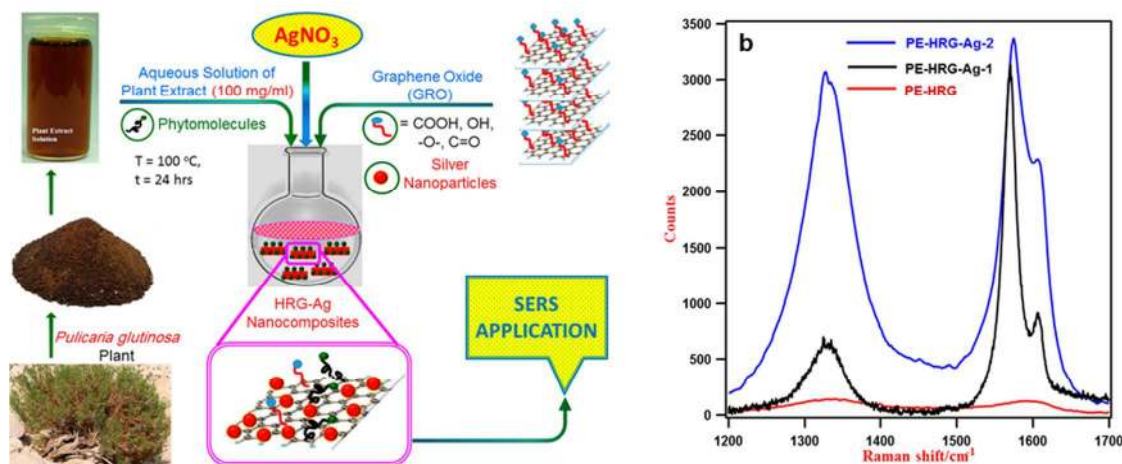 AgNO3
Aqueous Solution of
Plant Extract (100 mg/ml)
Phytomolecules
T = 100 °C,
t = 24 hrs
Graphene Oxide
(GRO)
= COOH, OH,
-O-, C=O
Silver
Nanoparticles
Plant Extract
Solution
HRG-Ag
Nanocomposites
Pulicaria glutinosa
Plant
SERS
APPLICATION
b
PE-HRG-Ag-2
PE-HRG-Ag-1
PE-HRG
3500
3000
2500
2000
1500
1000
500
0
Counts
1200 1300 1400 1500 1600 1700
Raman shift/cm1